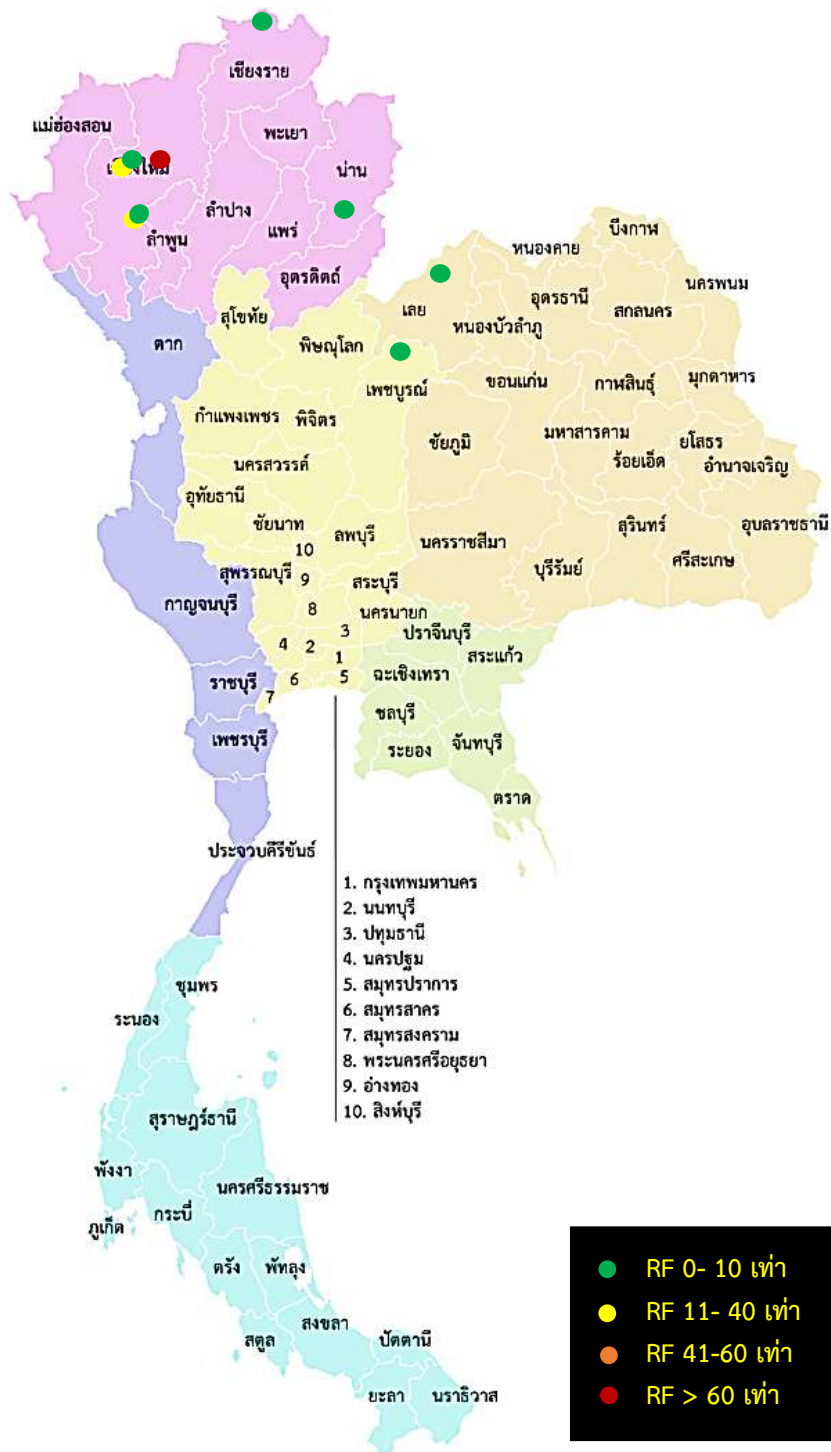 เชียงราย
แม่ฮ่องสอน
พะเยา
เชียงใหม่
น่าน
ลำปาง
ลำพูน
แพร่
อุตรดิตถ์
บึงกาฬ
หนองคาย
นครพนม
เลย
อุดรธานี
สกลนคร
สุโขทัย
หนองบัวลำภู
ตาก
พิษณุโลก
เพชบูรณ์
ขอนแก่น
กาฬสินธุ์
มุกดาหาร
กำแพงเพชร
พิจิตร
ชัยภูมิ
มหาสารคาม
ยโสธร
ร้อยเอ็ด
อำนาจเจริญ
นครสวรรค์
อุทัยธานี
ชัยนาท
ลพบุรี
นครราชสีมา
สุรินทร์
อุบลราชธานี
10
บุรีรัมย์
ศรีสะเกษ
สุพรรณบุรี
9
สระบุรี
กาญจนบุรี
8
นครนายก
3
ปราจีนบุรี
4
2
1
สระแก้ว
ราชบุรี
6
5
ฉะเชิงเทรา
7
ชลบุรี
เพชรบุรี
ระยอง
จันทบุรี
ตราด
ประจวบคีรีขันธ์
1. กรุงเทพมหานคร
2. นนทบุรี
3. ปทุมธานี
4. นครปฐม
5. สมุทรปราการ
6. สมุทรสาคร
7. สมุทรสงคราม
8. พระนครศรีอยุธยา
9. อ่างทอง
10. สิงห์บุรี
ชุมพร
ระนอง
สุราษฎร์ธานี
พังงา
นครศรีธรรมราช
กระบี่
ภูเก็ต
ตรัง
พัทลุง
สงขลา
สตูล
ปัตตานี
ยะลา
นราธิวาส
RF 0- 10 เท่า
RF 11- 40 เท่า
RF 41-60 เท่า
RF > 60 เท่า